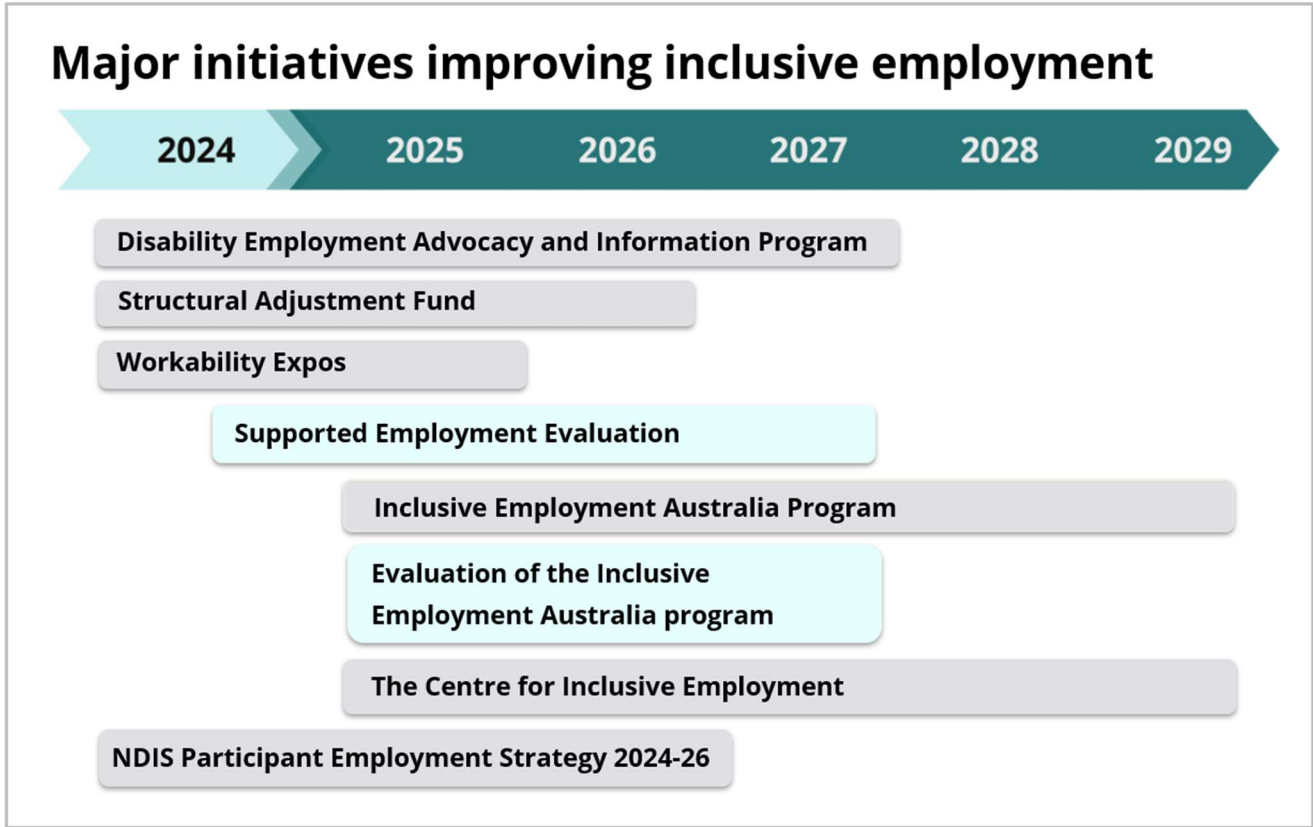 Major initiatives improving inclusive employment
2024 2025 2026 2027 2028 2029
Disability Employment Advocacy and Information Program
Structural Adjustment Fund
Workability Expos
Supported Employment Evaluation
Inclusive Employment Australia Program
Evaluation of the Inclusive
Employment Australia program
The Centre for Inclusive Employment
NDIS Participant Employment Strategy 2024-26